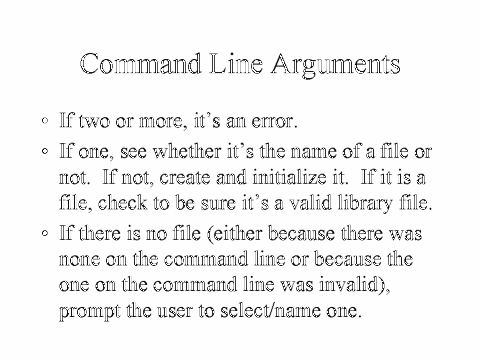 Command Line Arguments
• If two or more, it's an error.
• If one, see whether it's the name of a file or
not.  If not, create and initialize it.  If it is a
file, check to be sure it's a valid library file.
• If there is no file (either because there was
none on the command line or because the
one on the command line was invalid),
prompt the user to select/name one.